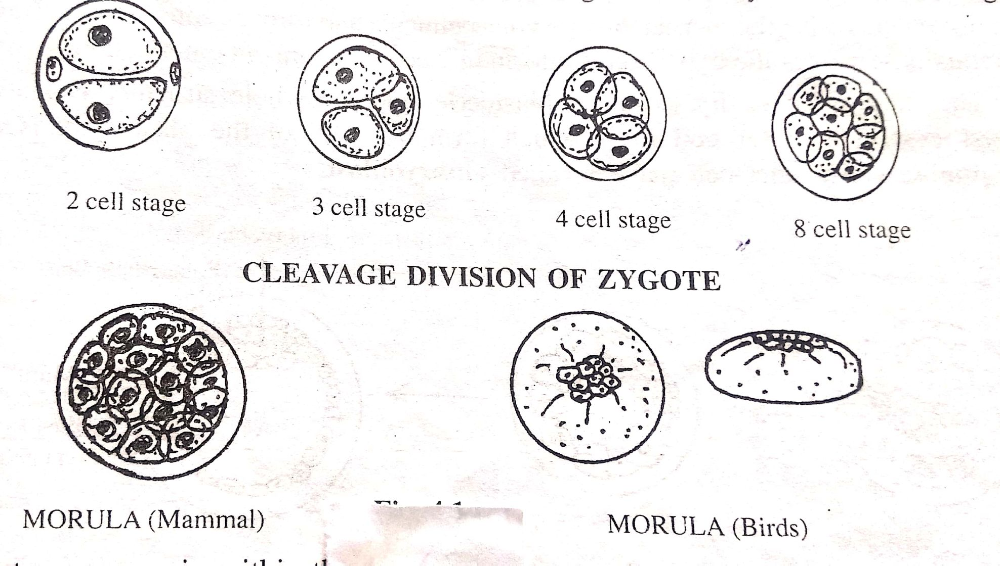 2 cell stage
3 cell stage
4 cell stage
8 cell stage
CLEAVAGE DIVISION OF ZYGOTE
MORULA (Mammal)
MORULA (Birds)